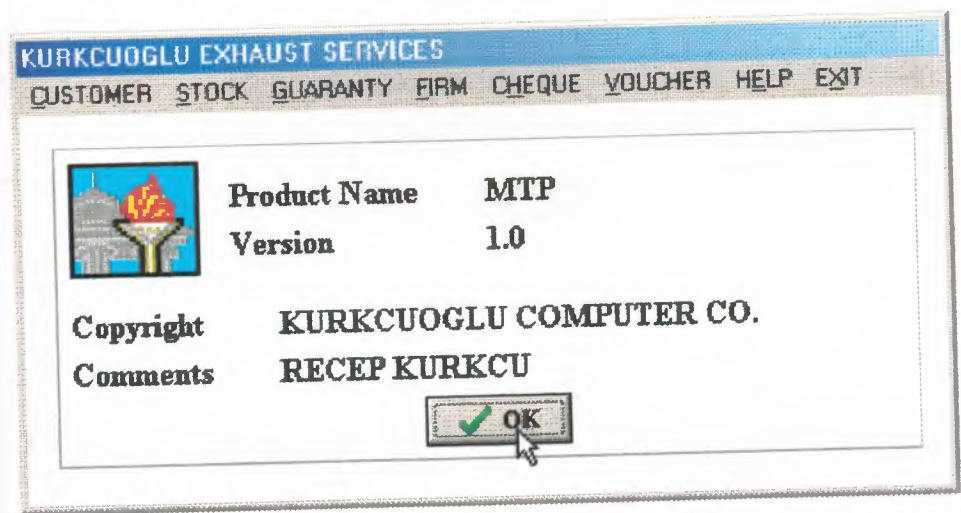 KURKCUOGLU EXHAUST SERVICES
CUSTOMER STOCK GUARANTY FIRM CHEQUE VOUCHER HELP EXIT
Product Name MTP
Version 1.0
Copyright KURKCUOGLU COMPUTER CO.
Comments RECEP KURKCU
OK